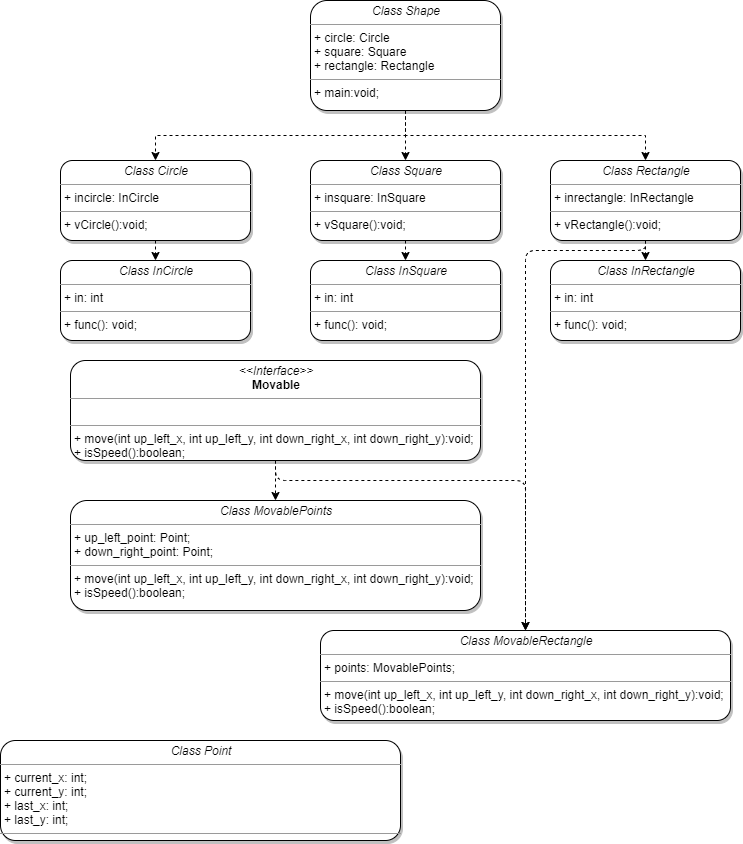 Class Shape
+ circle: Circle
+ square: Square
+ rectangle: Rectangle
+ main:void;
Class Circle
+ incircle: InCircle
+ vCircle():void;
Class Square
+ insquare: InSquare
+ vSquare():void;
Class Rectangle
+ inrectangle: InRectangle
+ vRectangle():void;
Class InCircle
+ in: int
+ func(): void;
Class InSquare
+ in: int
+ func(): void;
Class InRectangle
+ in: int
+ func(): void;
<<Interface>>
Movable
+ move(int up_left_x, int up_left_y, int down_right_x, int down_right_y):void;
+ isSpeed():boolean;
Class MovablePoints
+ up_left_point: Point;
+ down_right_point: Point;
+ move(int up_left_x, int up_left_y, int down_right_x, int down_right_y):void;
+ isSpeed():boolean;
Class MovableRectangle
+ points: MovablePoints;
+ move(int up_left_x, int up_left_y, int down_right_x, int down_right_y):void;
+ isSpeed():boolean;
Class Point
+ current_x: int;
+ current_y: int;
+ last_x: int;
+ last_y: int;